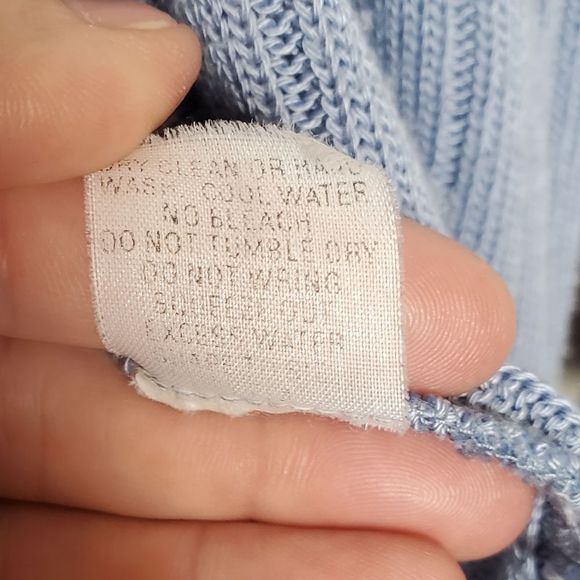 DRY CLEAN OR HAND
WASH COOL WATER
NO BLEACH
DO NOT TUMBLE DRY
DO NOT WRING
SQUEEZE OUT
EXCESS WATER